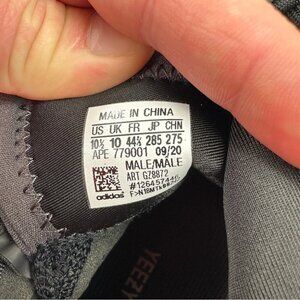 MADE IN CHINA
US UK FR JP CHN
10½ 10 44⅔ 285 275
APE 779001 09/20
MALE/MALE
ART GZ8872
adidas
YEEZY